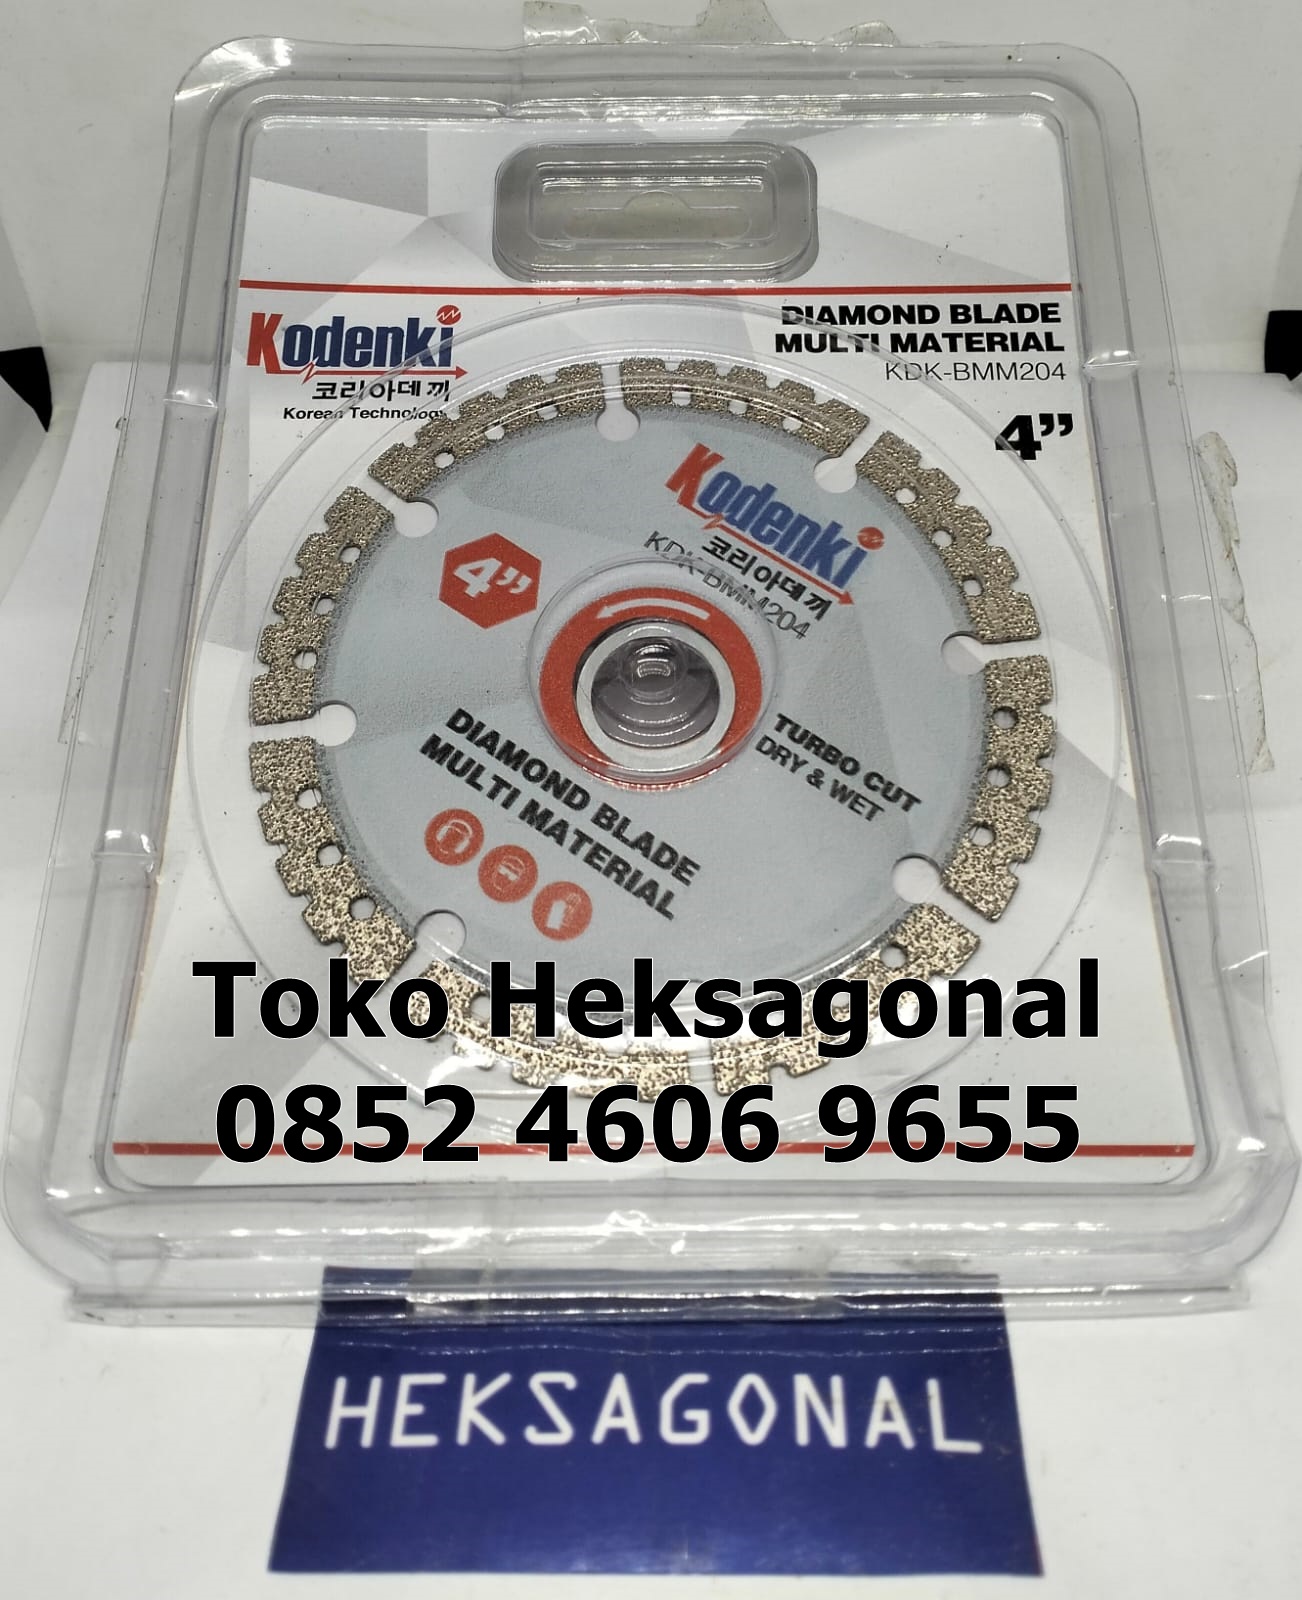 Kodenki
코리아데끼
Korean Technology
DIAMOND BLADE
MULTI MATERIAL
KDK-BMM204
4”
Kodenki
코리아데끼
KDK-BMM204
4”
TURBO CUT
DRY & WET
DIAMOND BLADE
MULTI MATERIAL
Toko Heksagonal
0852 4606 9655
HEKSAGONAL